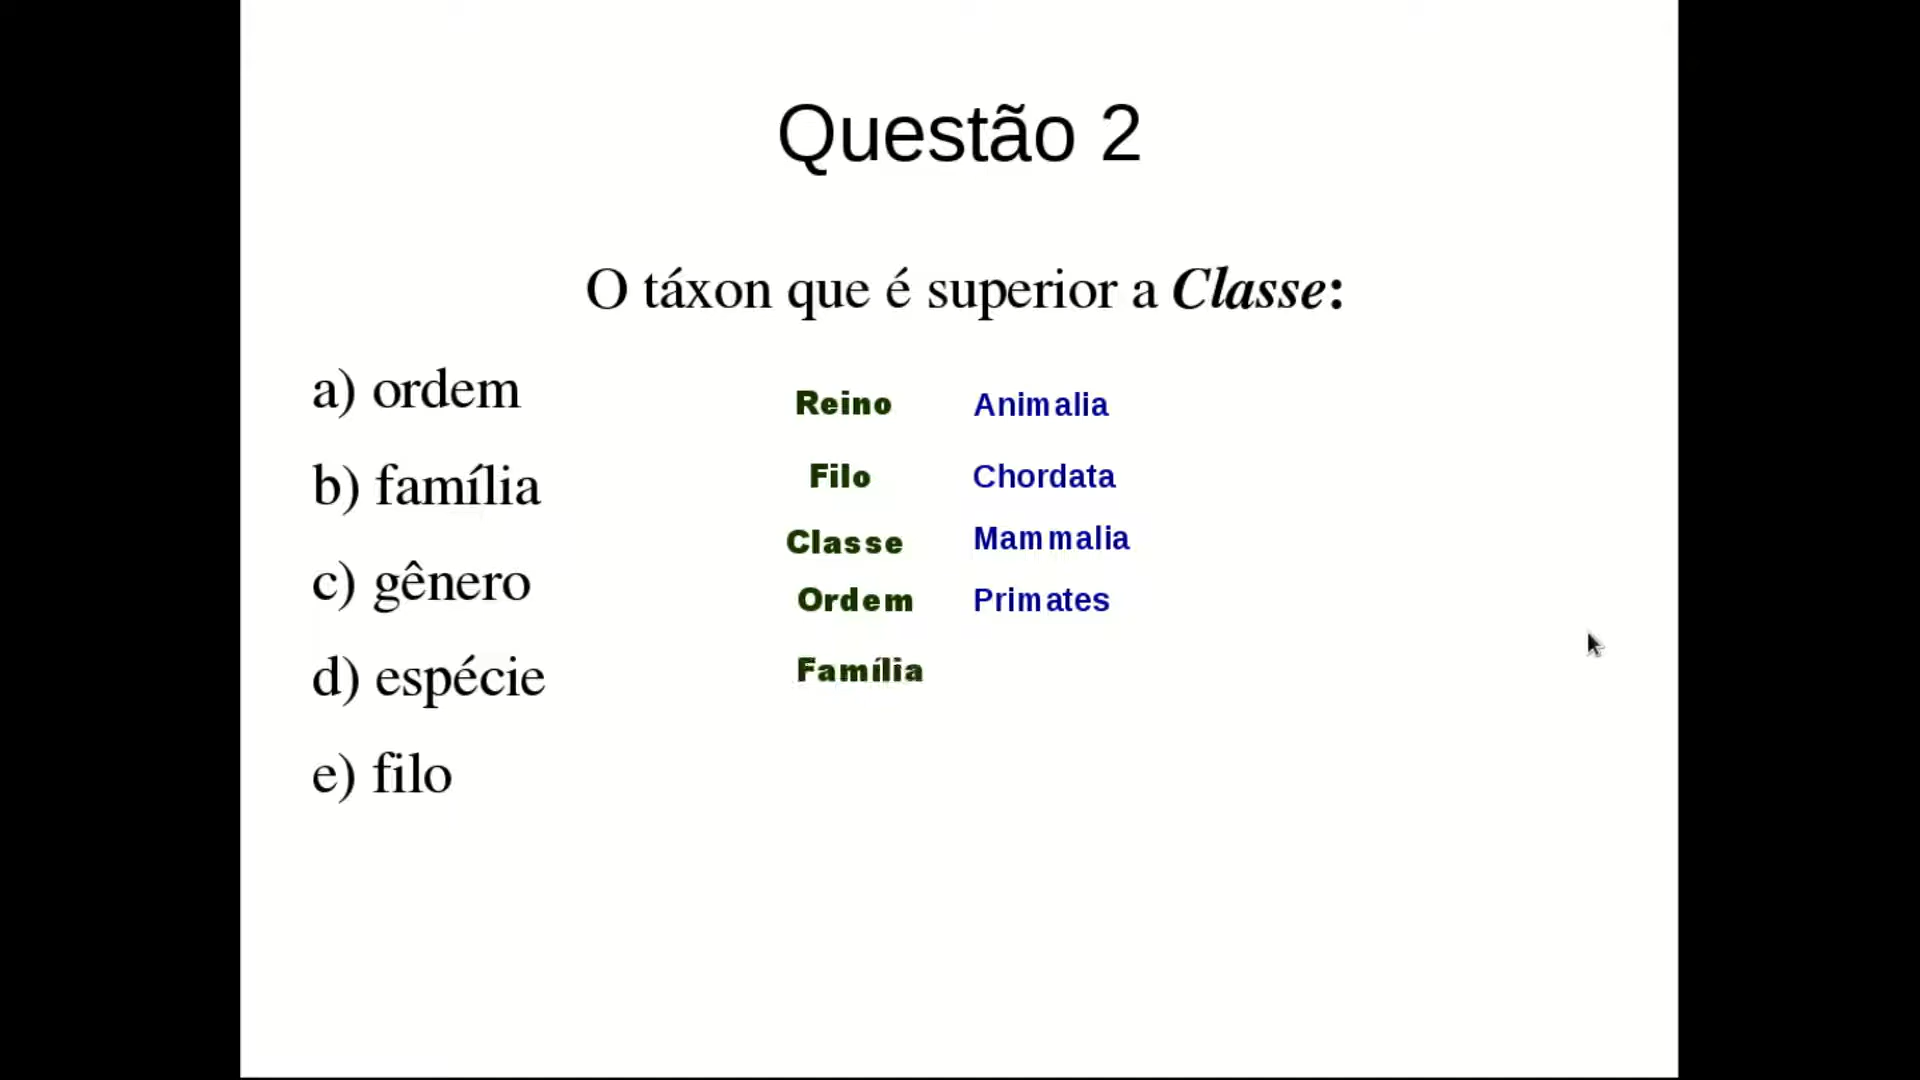 Questão 2
O táxon que é superior a Classe:
a) ordem
b) família
c) gênero
d) espécie
e) filo
Reino Animalia
Filo Chordata
Classe Mammalia
Ordem Primates
Família